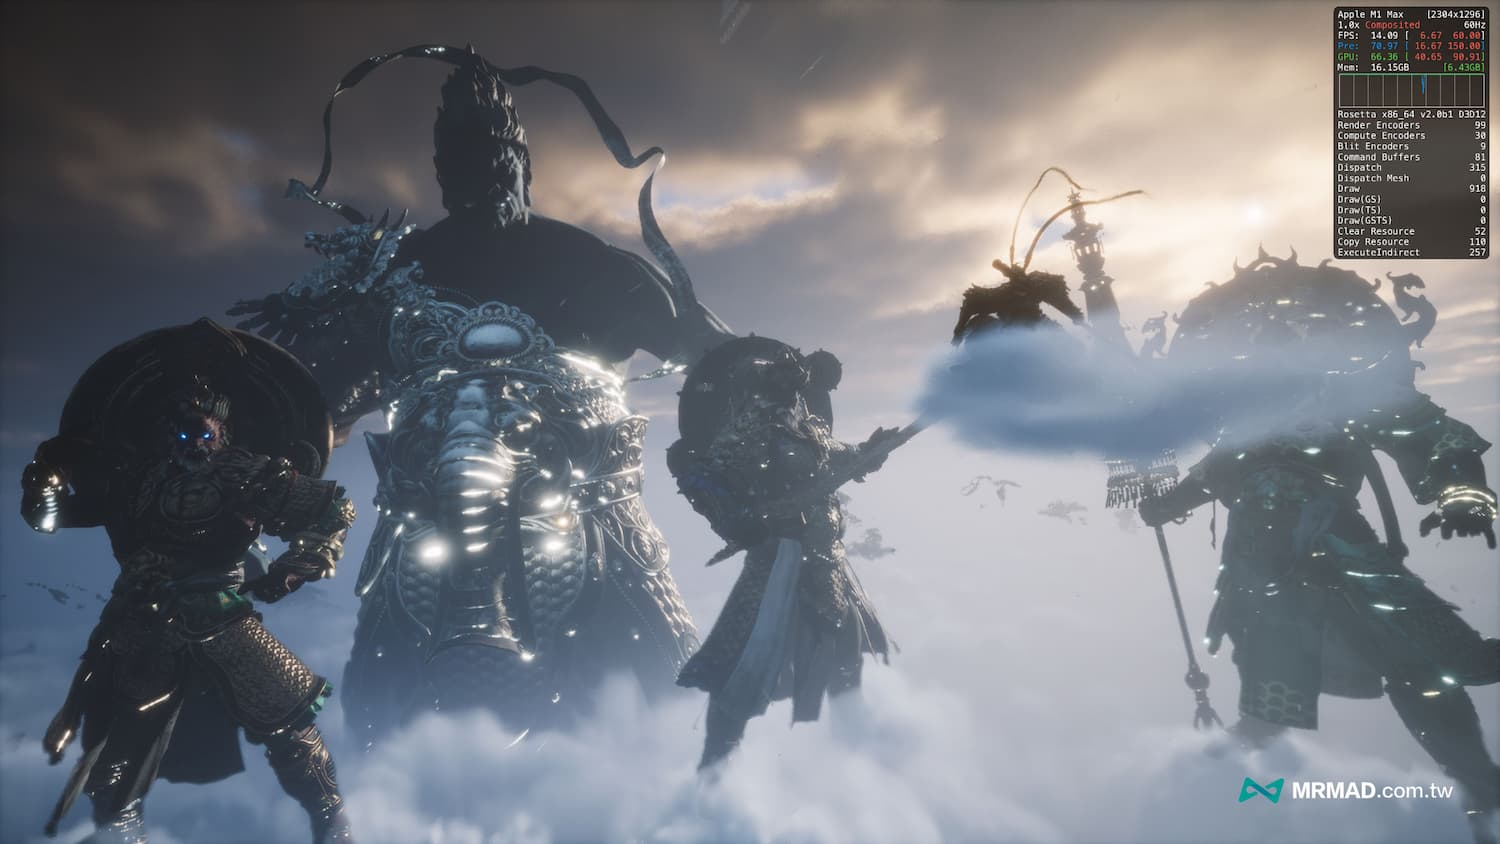 Apple M1 Max [2304x1296]
1.0x Composited 60Hz
FPS: 14.09 [ 6.67 60.00]
Pre: 70.97 [ 16.67 150.00]
GPU: 66.36 [ 40.65 90.91]
Mem: 16.15GB [6.43GB]
Rosetta x86_64 v2.0b1 D3D12
Render Encoders 99
Compute Encoders 30
Blit Encoders 9
Command Buffers 81
Dispatch 315
Dispatch Mesh 0
Draw 918
Draw(GS) 0
Draw(TS) 0
Draw(GSTS) 0
Clear Resource 52
Copy Resource 110
ExecuteIndirect 257
MRMAD.com.tw